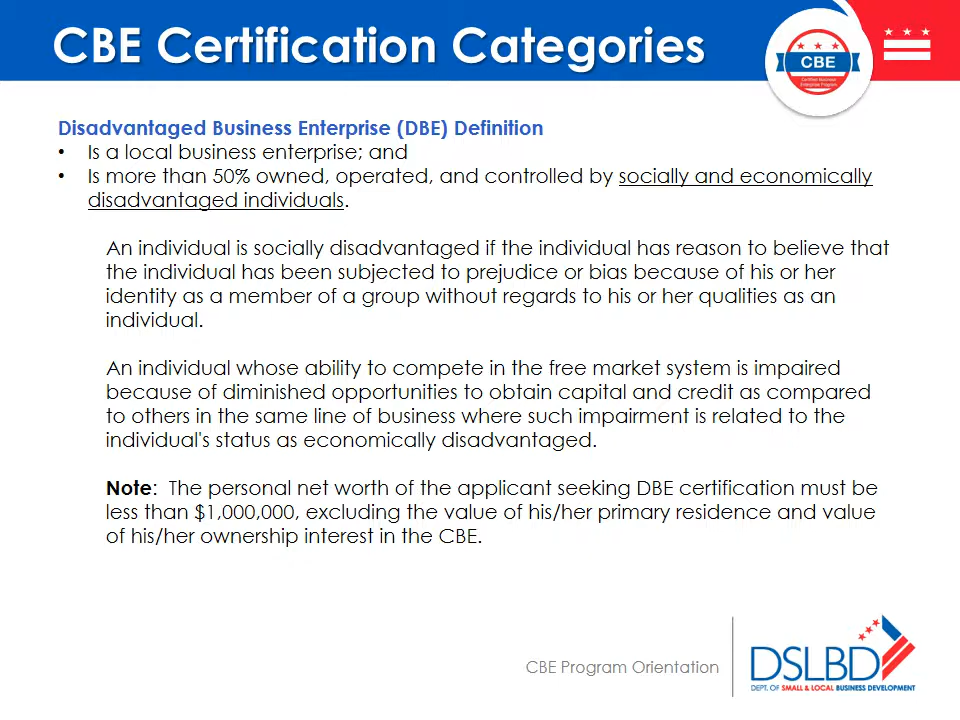 CBE Certification Categories
CBE
Certified Business
Enterprise Program
Disadvantaged Business Enterprise (DBE) Definition
• Is a local business enterprise; and
• Is more than 50% owned, operated, and controlled by socially and economically
disadvantaged individuals.
An individual is socially disadvantaged if the individual has reason to believe that
the individual has been subjected to prejudice or bias because of his or her
identity as a member of a group without regards to his or her qualities as an
individual.
An individual whose ability to compete in the free market system is impaired
because of diminished opportunities to obtain capital and credit as compared
to others in the same line of business where such impairment is related to the
individual's status as economically disadvantaged.
Note: The personal net worth of the applicant seeking DBE certification must be
less than $1,000,000, excluding the value of his/her primary residence and value
of his/her ownership interest in the CBE.
CBE Program Orientation
DSLBD
DEPT. OF SMALL & LOCAL BUSINESS DEVELOPMENT